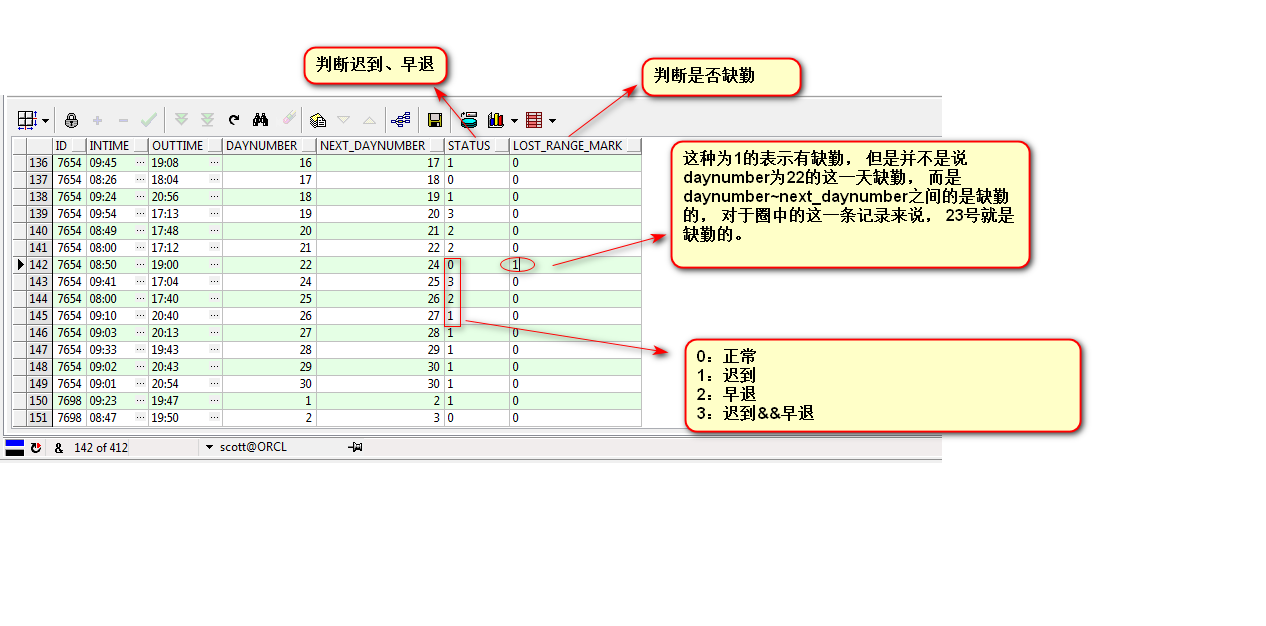 判断迟到、早退
判断是否缺勤
ID INTIME OUTTIME DAYNUMBER NEXT_DAYNUMBER STATUS LOST_RANGE_MARK
136 7654 09:45 ... 19:08 ... 16 17 1 0
137 7654 08:26 ... 18:04 ... 17 18 0 0
138 7654 09:24 ... 20:56 ... 18 19 1 0
139 7654 09:54 ... 17:13 ... 19 20 3 0
140 7654 08:49 ... 17:48 ... 20 21 2 0
141 7654 08:00 ... 17:12 ... 21 22 2 0
142 7654 08:50 ... 19:00 ... 22 24 0 1
143 7654 09:41 ... 17:04 ... 24 25 3 0
144 7654 08:00 ... 17:40 ... 25 26 2 0
145 7654 09:10 ... 20:40 ... 26 27 1 0
146 7654 09:03 ... 20:13 ... 27 28 1 0
147 7654 09:33 ... 19:43 ... 28 29 1 0
148 7654 09:02 ... 20:43 ... 29 30 1 0
149 7654 09:01 ... 20:54 ... 30 30 1 0
150 7698 09:23 ... 19:47 ... 1 2 1 0
151 7698 08:47 ... 19:50 ... 2 3 0 0
这种为1的表示有缺勤，但是并不是说
daynumber为22的这一天缺勤，而是
daynumber~next_daynumber之间的是缺勤
的，对于圈中的这一条记录来说，23号就是
缺勤的。
0：正常
1：迟到
2：早退
3：迟到&&早退
& 142 of 412 scott@ORCL